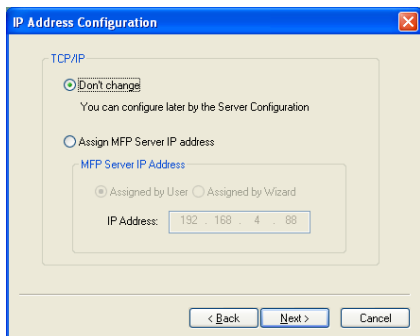 IP Address Configuration
TCP/IP
Don't change
You can configure later by the Server Configuration
Assign MFP Server IP address
MFP Server IP Address
Assigned by User Assigned by Wizard
IP Address: 192 . 168 . 4 . 88
< Back Next > Cancel